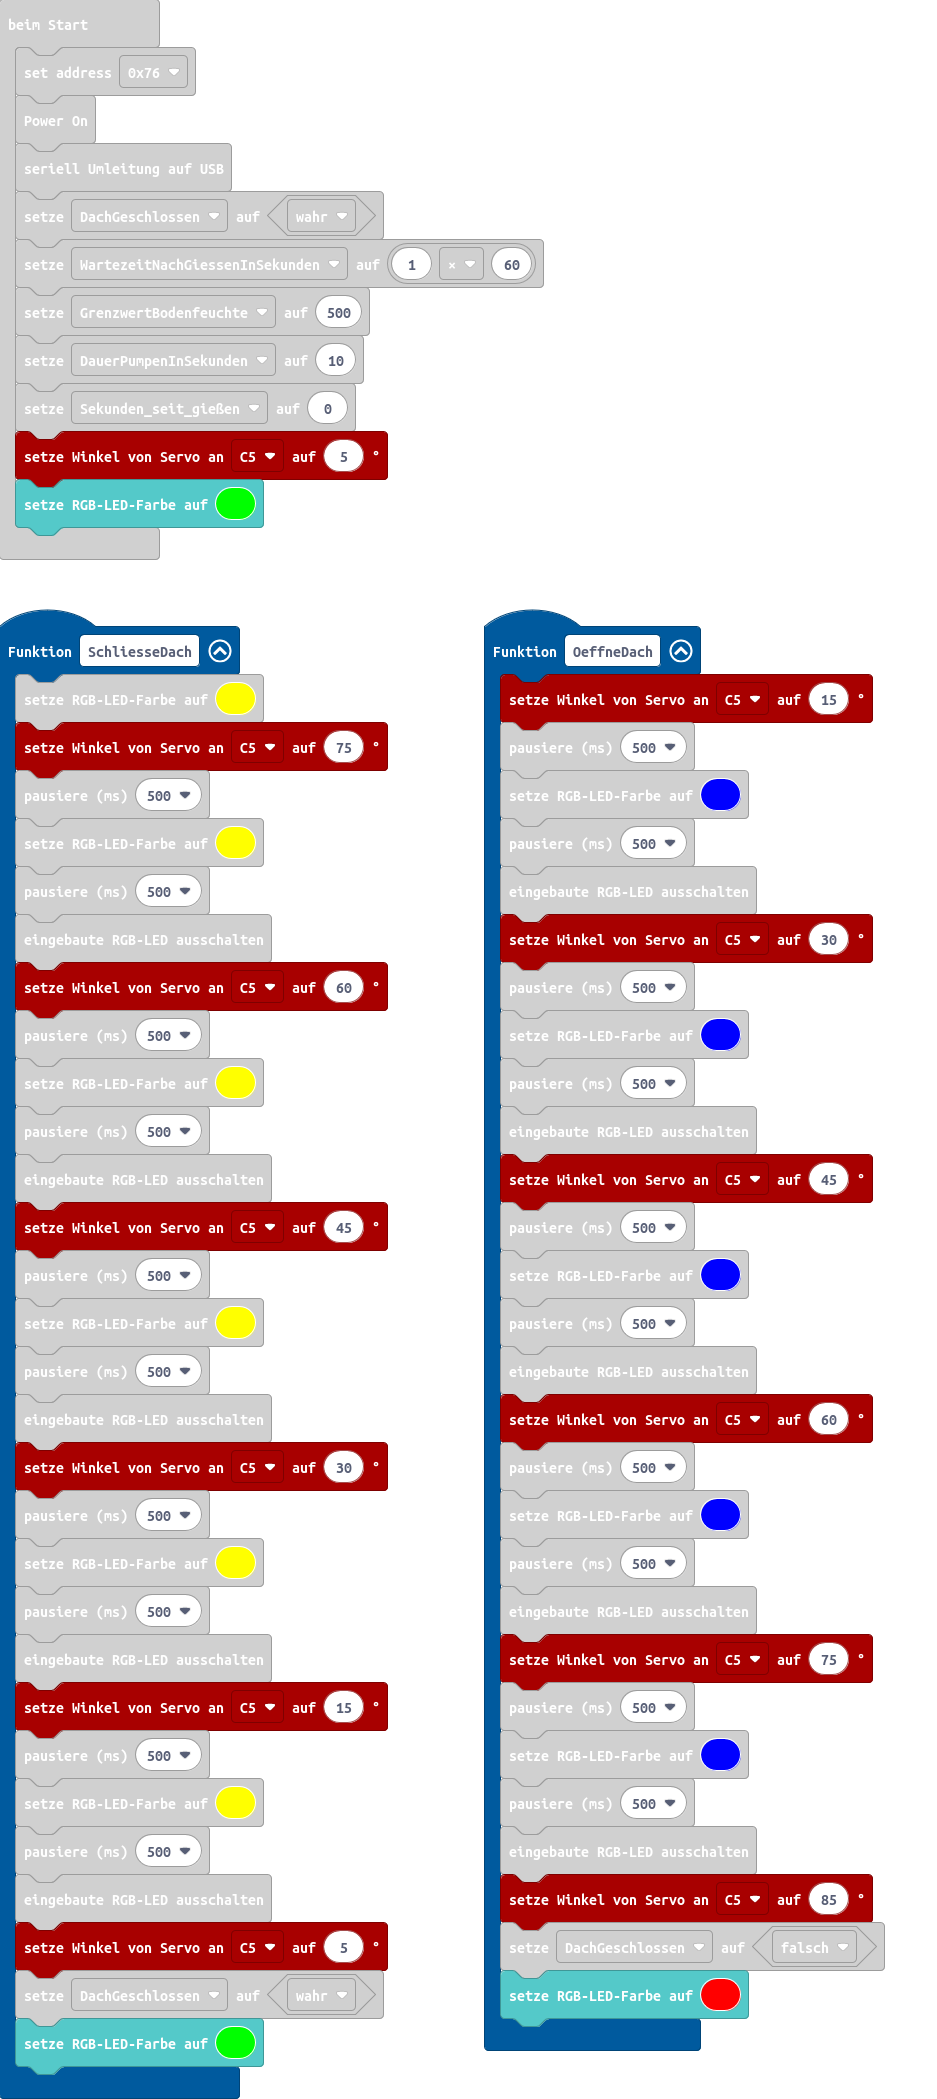 beim Start
set address 0x76
Power On
seriell Umleitung auf USB
setze DachGeschlossen auf wahr
setze WartezeitNachGiessenInSekunden auf 1 × 60
setze GrenzwertBodenfeuchte auf 500
setze DauerPumpenInSekunden auf 10
setze Sekunden_seit_gießen auf 0
setze Winkel von Servo an C5 auf 5 °
setze RGB-LED-Farbe auf
Funktion SchliesseDach
setze RGB-LED-Farbe auf
setze Winkel von Servo an C5 auf 75 °
pausiere (ms) 500
setze RGB-LED-Farbe auf
pausiere (ms) 500
eingebaute RGB-LED ausschalten
setze Winkel von Servo an C5 auf 60 °
pausiere (ms) 500
setze RGB-LED-Farbe auf
pausiere (ms) 500
eingebaute RGB-LED ausschalten
setze Winkel von Servo an C5 auf 45 °
pausiere (ms) 500
setze RGB-LED-Farbe auf
pausiere (ms) 500
eingebaute RGB-LED ausschalten
setze Winkel von Servo an C5 auf 30 °
pausiere (ms) 500
setze RGB-LED-Farbe auf
pausiere (ms) 500
eingebaute RGB-LED ausschalten
setze Winkel von Servo an C5 auf 15 °
pausiere (ms) 500
setze RGB-LED-Farbe auf
pausiere (ms) 500
eingebaute RGB-LED ausschalten
setze Winkel von Servo an C5 auf 5 °
setze DachGeschlossen auf wahr
setze RGB-LED-Farbe auf
Funktion OeffneDach
setze Winkel von Servo an C5 auf 15 °
pausiere (ms) 500
setze RGB-LED-Farbe auf
pausiere (ms) 500
eingebaute RGB-LED ausschalten
setze Winkel von Servo an C5 auf 30 °
pausiere (ms) 500
setze RGB-LED-Farbe auf
pausiere (ms) 500
eingebaute RGB-LED ausschalten
setze Winkel von Servo an C5 auf 45 °
pausiere (ms) 500
setze RGB-LED-Farbe auf
pausiere (ms) 500
eingebaute RGB-LED ausschalten
setze Winkel von Servo an C5 auf 60 °
pausiere (ms) 500
setze RGB-LED-Farbe auf
pausiere (ms) 500
eingebaute RGB-LED ausschalten
setze Winkel von Servo an C5 auf 75 °
pausiere (ms) 500
setze RGB-LED-Farbe auf
pausiere (ms) 500
eingebaute RGB-LED ausschalten
setze Winkel von Servo an C5 auf 85 °
setze DachGeschlossen auf falsch
setze RGB-LED-Farbe auf